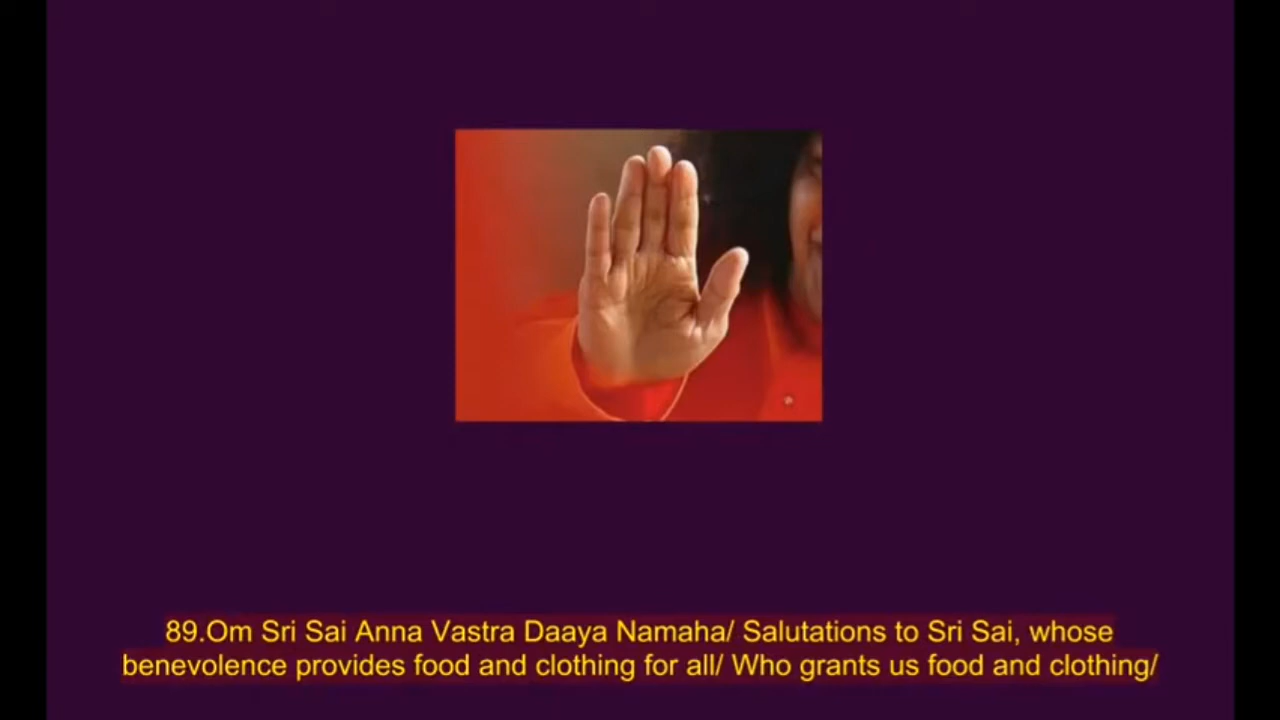 89.Om Sri Sai Anna Vastra Daaya Namaha/ Salutations to Sri Sai, whose
benevolence provides food and clothing for all/ Who grants us food and clothing/